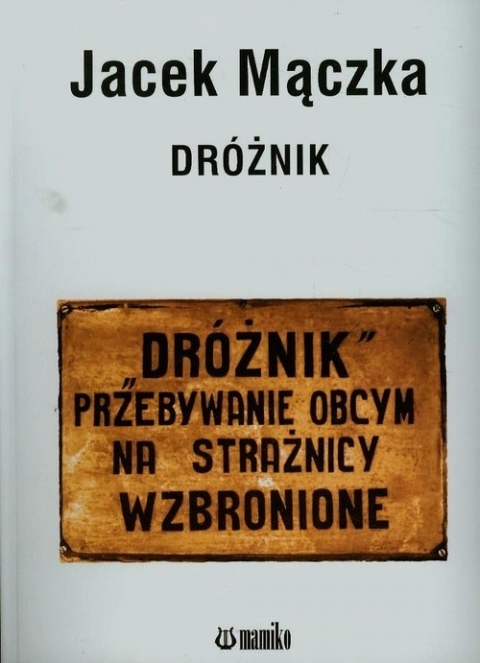 Jacek Mączka
DRÓŻNIK
„DRÓŻNIK”
PRZEBYWANIE OBCYM
NA STRAŻNICY
WZBRONIONE
mamiko